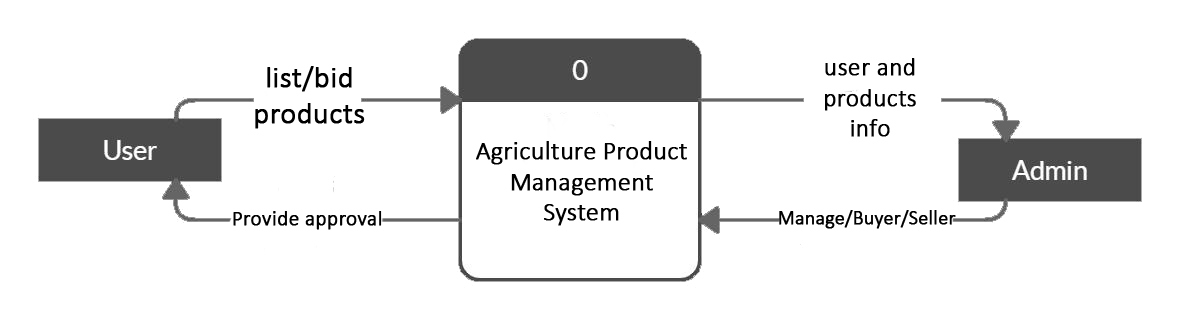 list/bid
products
0
user and
products
info
User
Agriculture Product
Management
System
Admin
Provide approval
Manage/Buyer/Seller